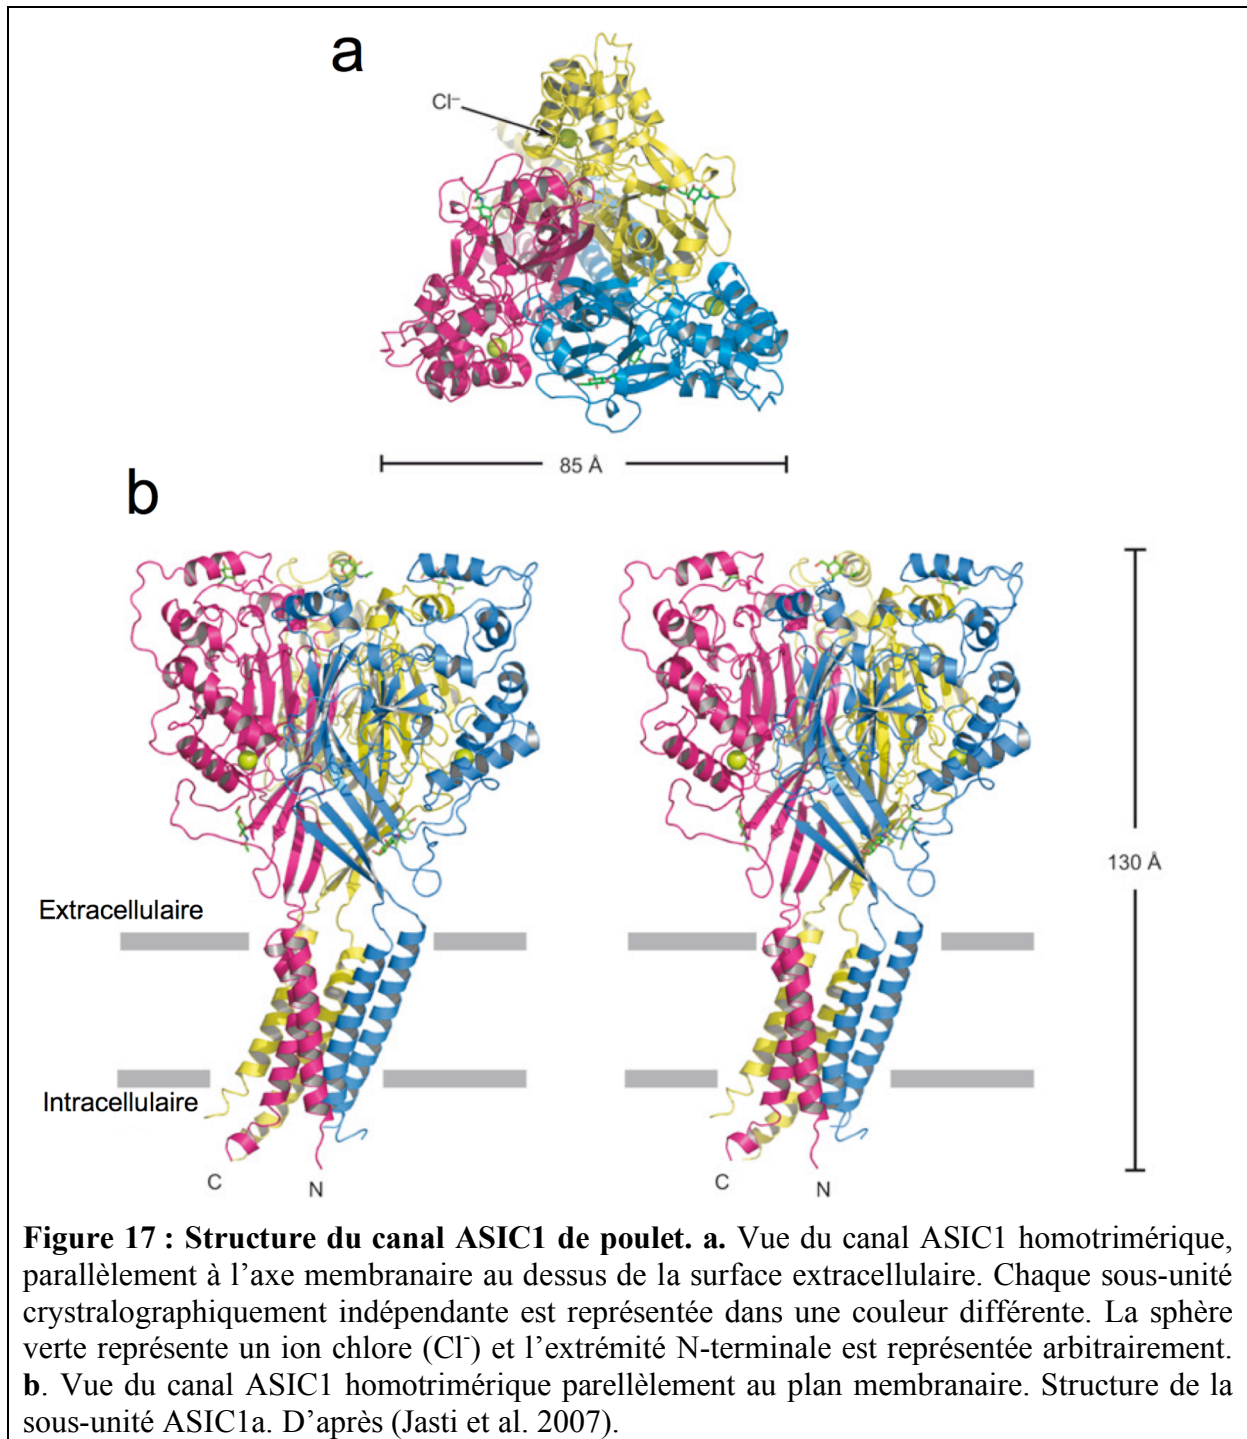 a
Cl⁻
85 Å
b
130 Å
Extracellulaire
Intracellulaire
C
N
C
N
Figure 17 : Structure du canal ASIC1 de poulet. a. Vue du canal ASIC1 homotrimérique,
parallèlement à l’axe membranaire au dessus de la surface extracellulaire. Chaque sous-unité
crystralographiquement indépendante est représentée dans une couleur différente. La sphère
verte représente un ion chlore (Cl⁻) et l’extrémité N-terminale est représentée arbitrairement.
b. Vue du canal ASIC1 homotrimérique parellèlement au plan membranaire. Structure de la
sous-unité ASIC1a. D’après (Jasti et al. 2007).